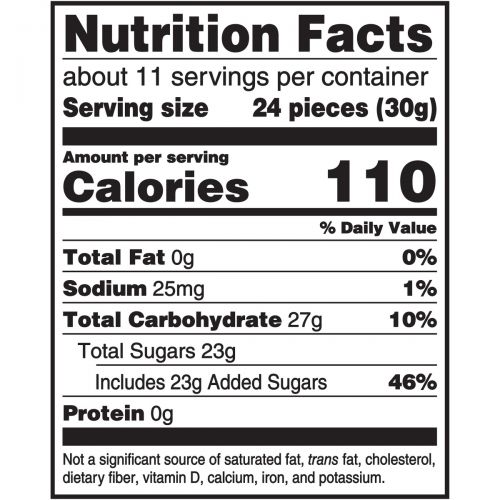 Nutrition Facts
about 11 servings per container
Serving size 24 pieces (30g)
Amount per serving
Calories 110
% Daily Value
Total Fat 0g 0%
Sodium 25mg 1%
Total Carbohydrate 27g 10%
Total Sugars 23g
Includes 23g Added Sugars 46%
Protein 0g
Not a significant source of saturated fat, trans fat, cholesterol,
dietary fiber, vitamin D, calcium, iron, and potassium.